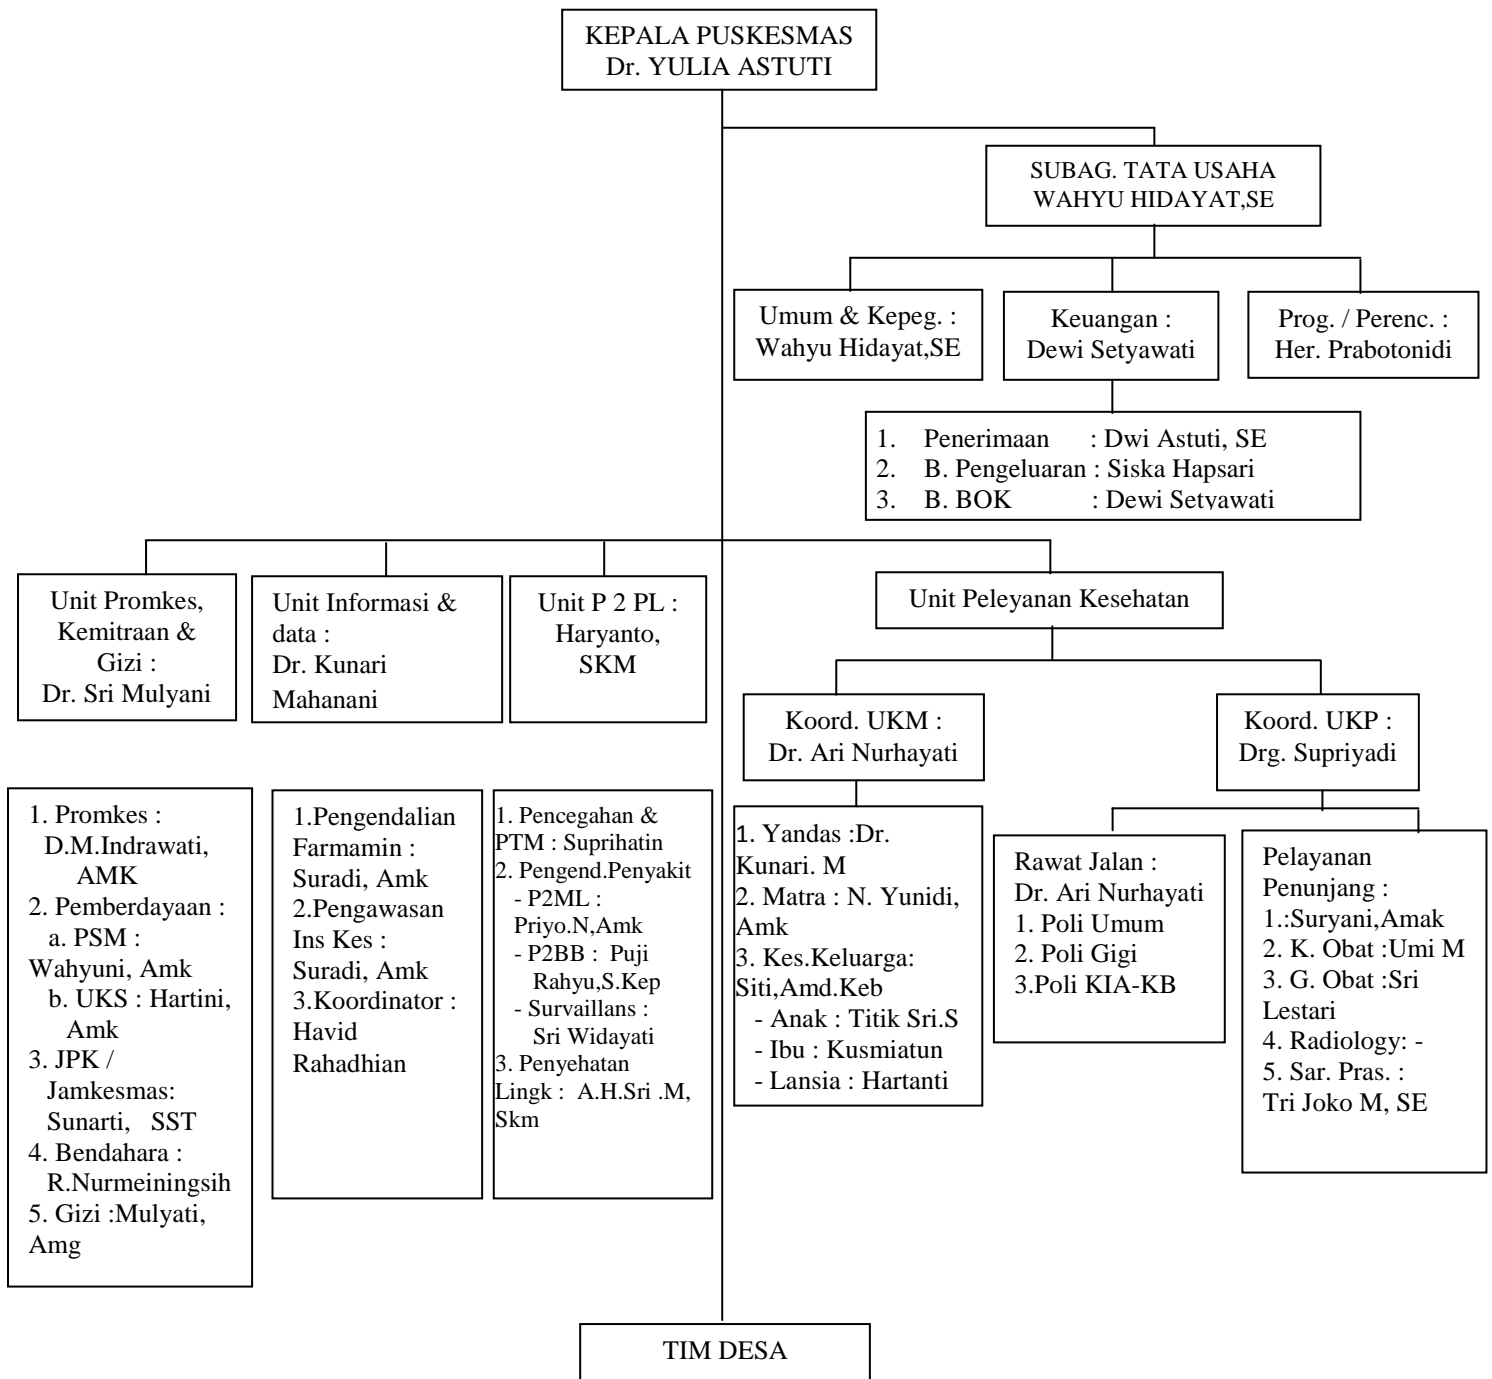 KEPALA PUSKESMAS
Dr. YULIA ASTUTI
SUBAG. TATA USAHA
WAHYU HIDAYAT,SE
Umum & Kepeg. :
Wahyu Hidayat,SE
Keuangan :
Dewi Setyawati
Prog. / Perenc. :
Her. Prabotonidi
1. Penerimaan : Dwi Astuti, SE
2. B. Pengeluaran : Siska Hapsari
3. B. BOK : Dewi Setyawati
Unit Promkes,
Kemitraan &
Gizi :
Dr. Sri Mulyani
Unit Informasi &
data :
Dr. Kunari
Mahanani
Unit P 2 PL :
Haryanto,
SKM
Unit Peleyanan Kesehatan
Koord. UKM :
Dr. Ari Nurhayati
Koord. UKP :
Drg. Supriyadi
1. Promkes :
D.M.Indrawati,
AMK
2. Pemberdayaan :
a. PSM :
Wahyuni, Amk
b. UKS : Hartini,
Amk
3. JPK /
Jamkesmas:
Sunarti, SST
4. Bendahara :
R.Nurmeiningsih
5. Gizi :Mulyati,
Amg
1.Pengendalian
Farmamin :
Suradi, Amk
2.Pengawasan
Ins Kes :
Suradi, Amk
3.Koordinator :
Havid
Rahadhian
1. Pencegahan &
PTM : Suprihatin
2. Pengend.Penyakit
- P2ML :
Priyo.N,Amk
- P2BB : Puji
Rahyu,S.Kep
- Survaillans :
Sri Widayati
3. Penyehatan
Lingk : A.H.Sri .M,
Skm
1. Yandas :Dr.
Kunari. M
2. Matra : N. Yunidi,
Amk
3. Kes.Keluarga:
Siti,Amd.Keb
- Anak : Titik Sri.S
- Ibu : Kusmiatun
- Lansia : Hartanti
Rawat Jalan :
Dr. Ari Nurhayati
1. Poli Umum
2. Poli Gigi
3.Poli KIA-KB
Pelayanan
Penunjang :
1.:Suryani,Amak
2. K. Obat :Umi M
3. G. Obat :Sri
Lestari
4. Radiology: -
5. Sar. Pras. :
Tri Joko M, SE
TIM DESA